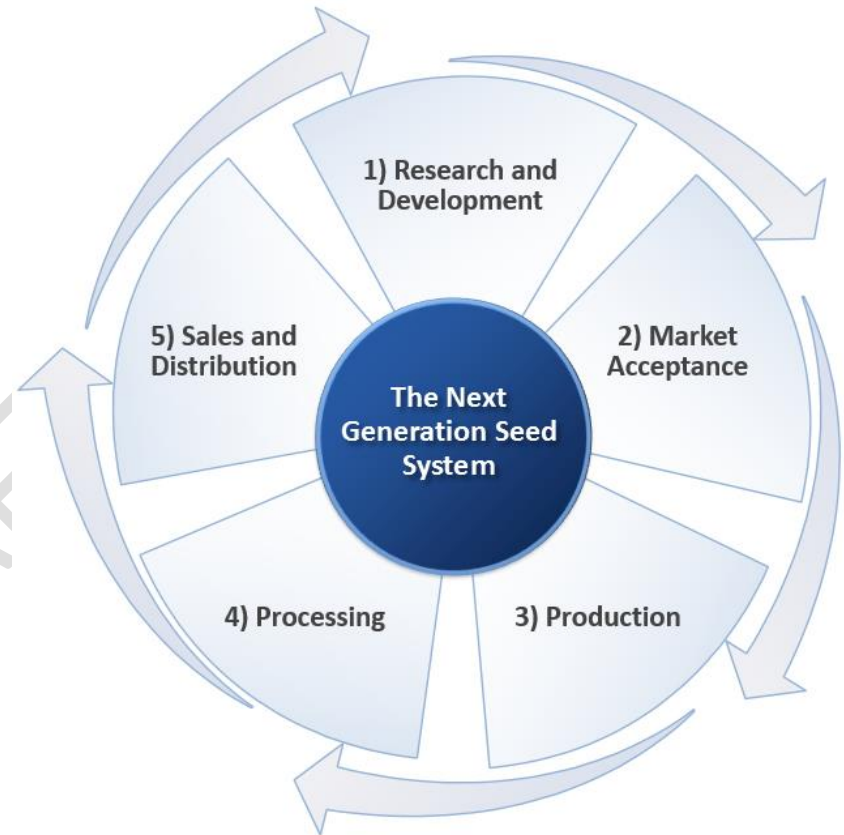 1) Research and
Development
2) Market
Acceptance
3) Production
4) Processing
5) Sales and
Distribution
The Next
Generation Seed
System